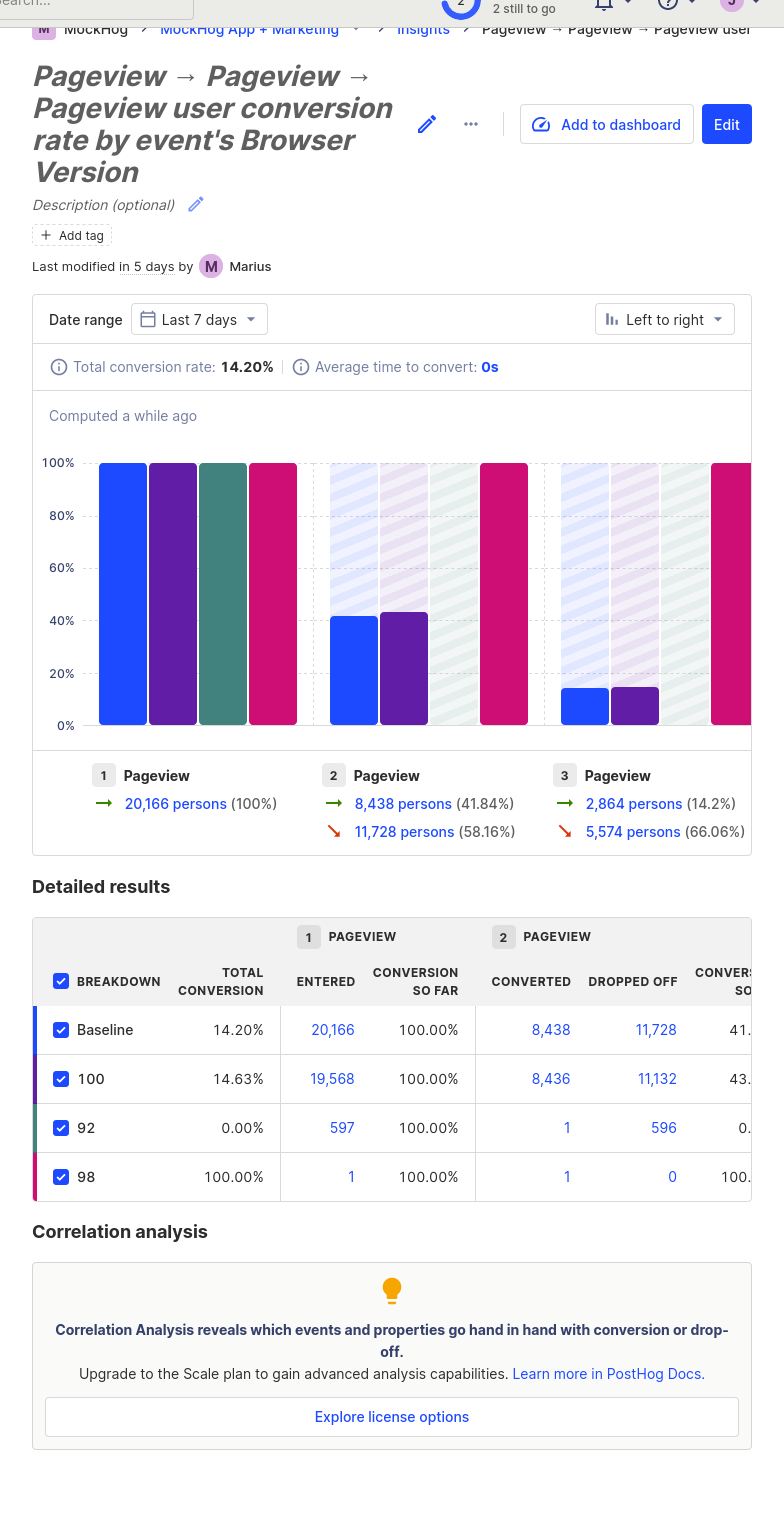 Search...
2
2 still to go
J
M MockHog > MockHog App + Marketing > Insights > Pageview → Pageview → Pageview user
Pageview → Pageview →
Pageview user conversion
rate by event's Browser
Version
Add to dashboard
Edit
Description (optional)
Add tag
Last modified in 5 days by M Marius
Date range Last 7 days
Left to right
Total conversion rate: 14.20%
Average time to convert: 0s
Computed a while ago
100%
80%
60%
40%
20%
0%
1 Pageview
20,166 persons (100%)
2 Pageview
8,438 persons (41.84%)
11,728 persons (58.16%)
3 Pageview
2,864 persons (14.2%)
5,574 persons (66.06%)
Detailed results
1 PAGEVIEW 2 PAGEVIEW
BREAKDOWN
TOTAL
CONVERSION
ENTERED
CONVERSION
SO FAR
CONVERTED
DROPPED OFF
CONVERS
SO
Baseline 14.20% 20,166 100.00% 8,438 11,728 41.
100 14.63% 19,568 100.00% 8,436 11,132 43.
92 0.00% 597 100.00% 1 596 0.
98 100.00% 1 100.00% 1 0 100.
Correlation analysis
Correlation Analysis reveals which events and properties go hand in hand with conversion or drop-
off.
Upgrade to the Scale plan to gain advanced analysis capabilities. Learn more in PostHog Docs.
Explore license options